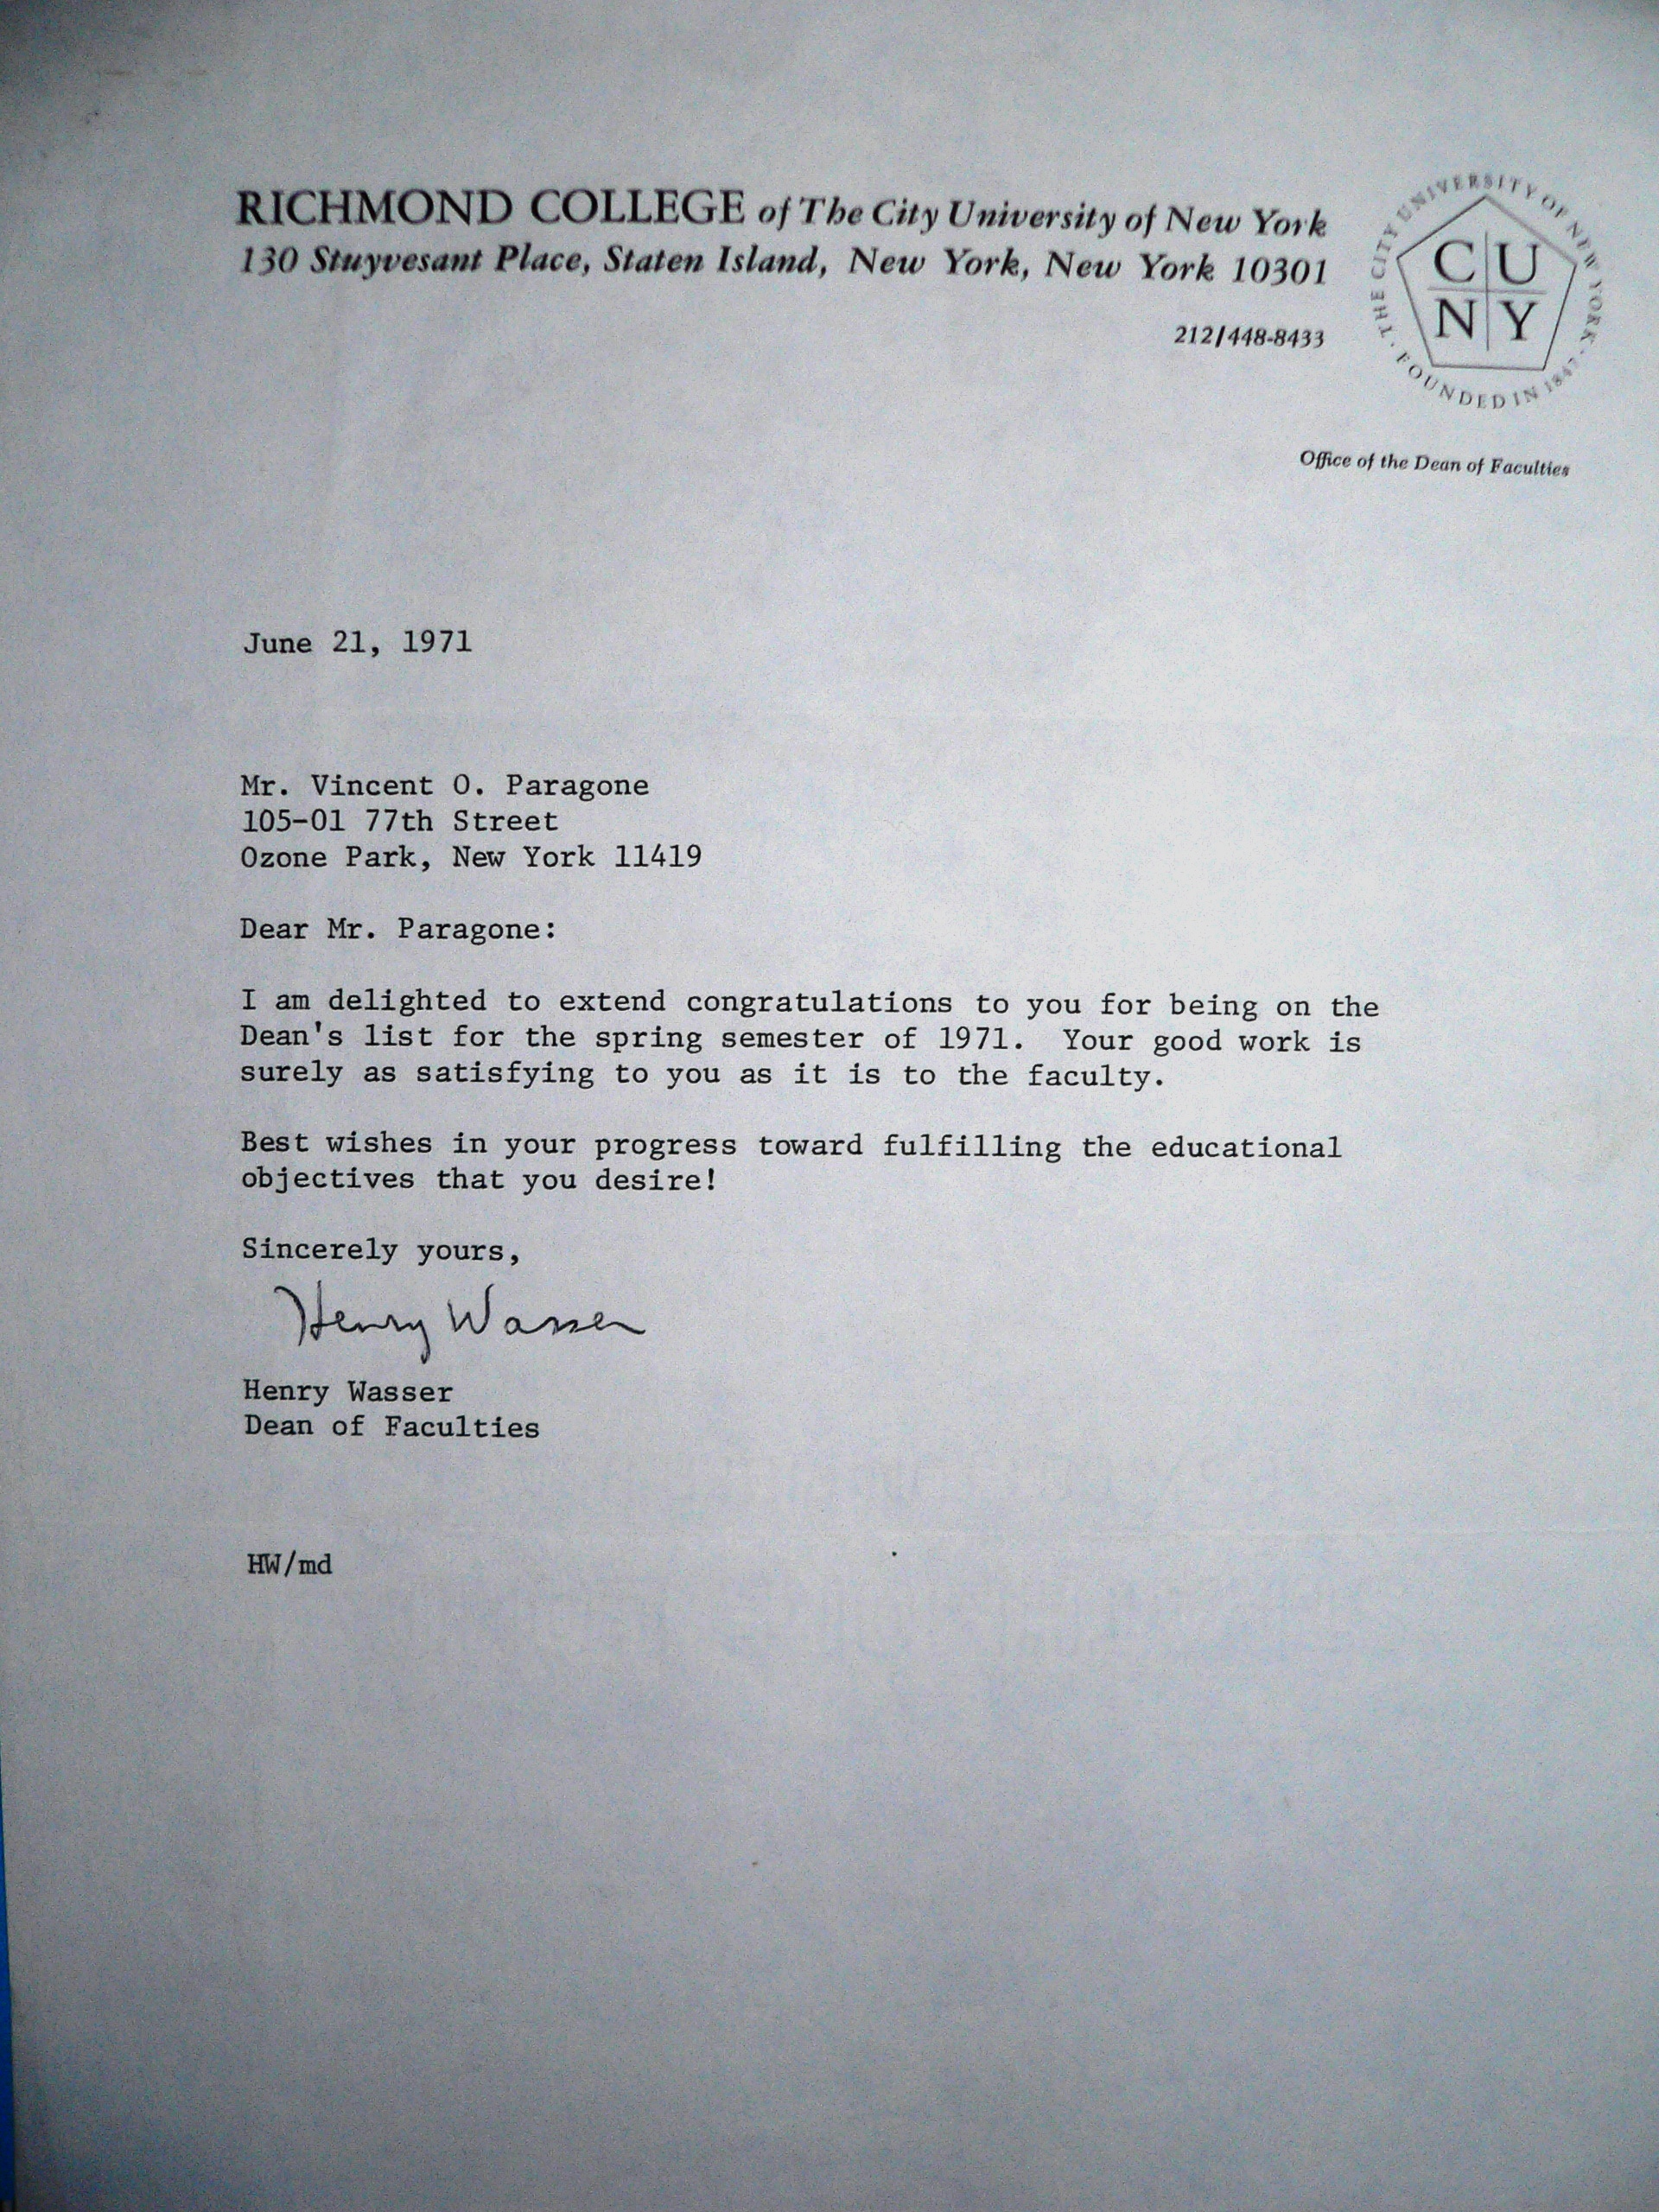 RICHMOND COLLEGE of The City University of New York
130 Stuyvesant Place, Staten Island, New York, New York 10301
212/448-8433
THE CITY UNIVERSITY OF NEW YORK · FOUNDED IN 1847 ·
CU
NY
Office of the Dean of Faculties
June 21, 1971
Mr. Vincent O. Paragone
105-01 77th Street
Ozone Park, New York 11419
Dear Mr. Paragone:
I am delighted to extend congratulations to you for being on the
Dean's list for the spring semester of 1971.  Your good work is
surely as satisfying to you as it is to the faculty.
Best wishes in your progress toward fulfilling the educational
objectives that you desire!
Sincerely yours,
Henry Wasser
Henry Wasser
Dean of Faculties
HW/md